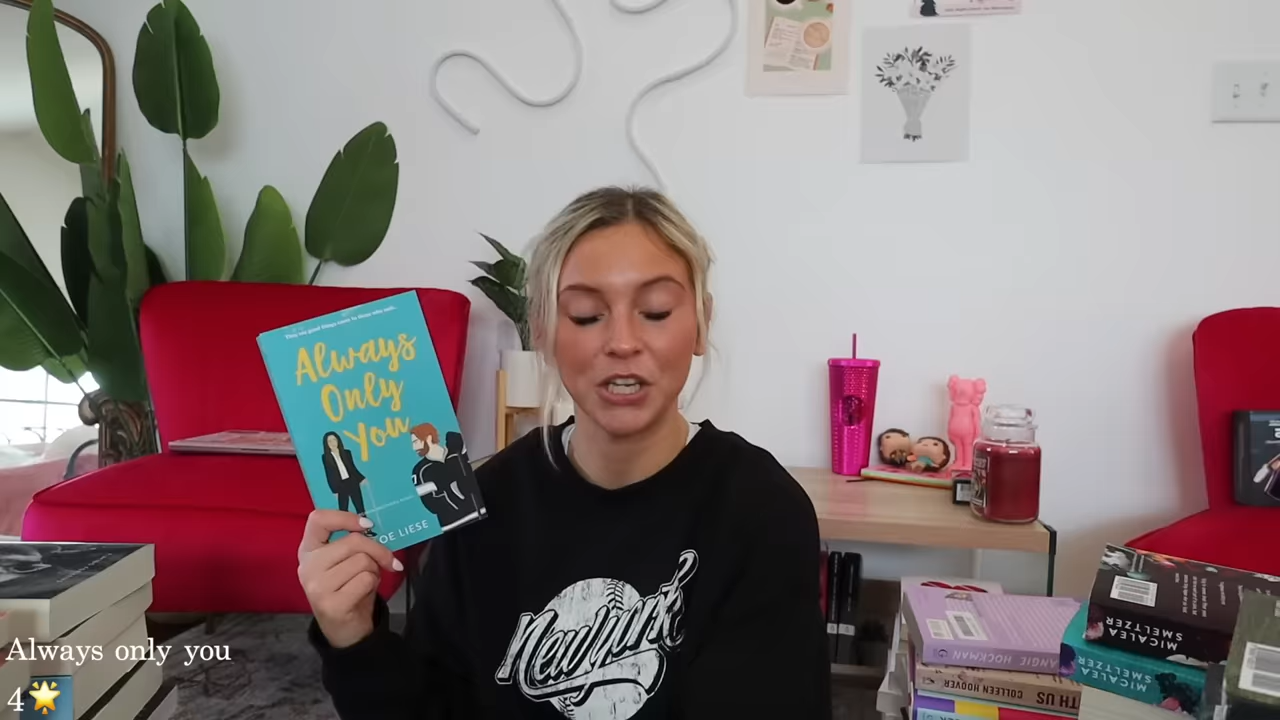 Always
Only
You
OE LIESE
New York
ANGIE HOCKMAN
COLLEEN HOOVER
TH US
MICALEA
SMELTZER
MICALEA
SMELTZER
Always only you
4🌟